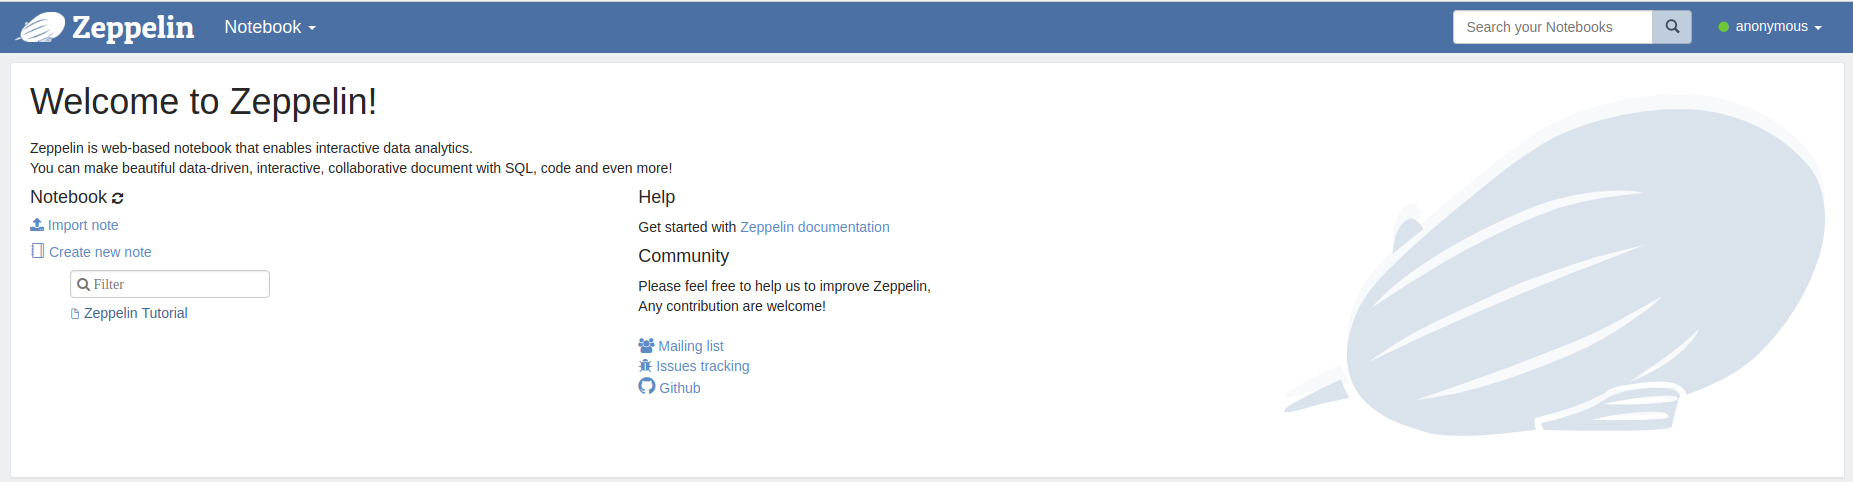 Zeppelin Notebook Search your Notebooks anonymous
Welcome to Zeppelin!
Zeppelin is web-based notebook that enables interactive data analytics.
You can make beautiful data-driven, interactive, collaborative document with SQL, code and even more!
Notebook
Import note
Create new note
Filter
Zeppelin Tutorial
Help
Get started with Zeppelin documentation
Community
Please feel free to help us to improve Zeppelin,
Any contribution are welcome!
Mailing list
Issues tracking
Github